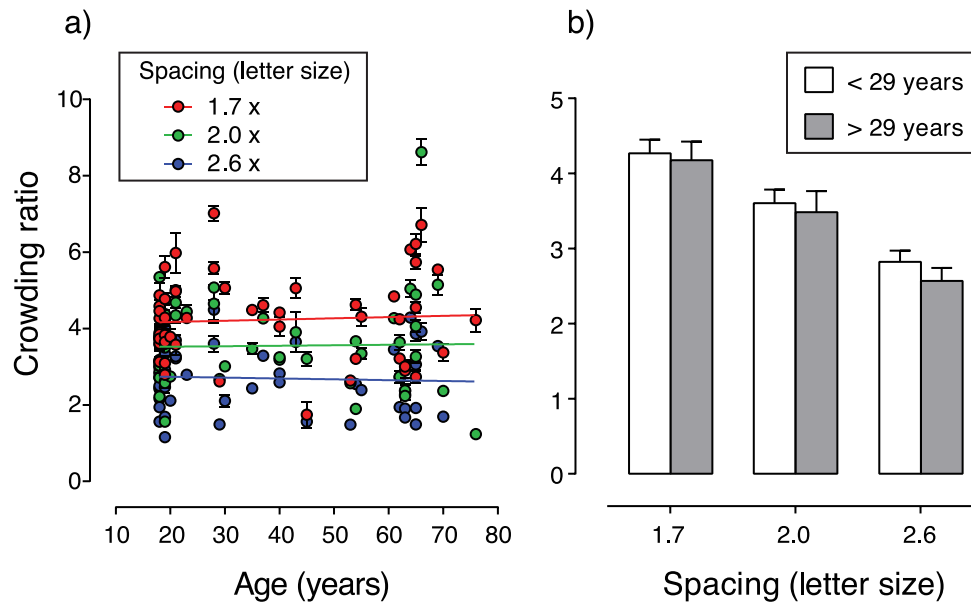 a)
Spacing (letter size)
1.7 x
2.0 x
2.6 x
Crowding ratio
10
8
6
4
2
0
10 20 30 40 50 60 70 80
Age (years)
b)
< 29 years
> 29 years
5
4
3
2
1
0
1.7 2.0 2.6
Spacing (letter size)